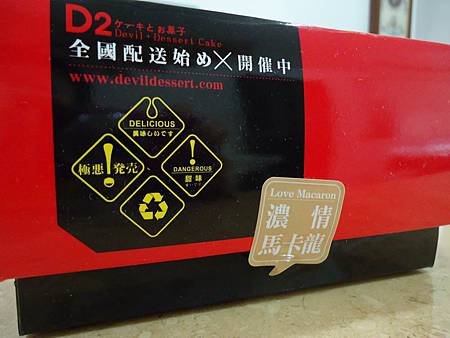 D2 ケーキとお菓子
Devil・Dessert Cake
全國配送始め×開催中
www.devildessert.com
DELICIOUS
美味しいです
極悪!発売
!
DANGEROUS
甜味
Love Macaron
濃情
馬卡龍